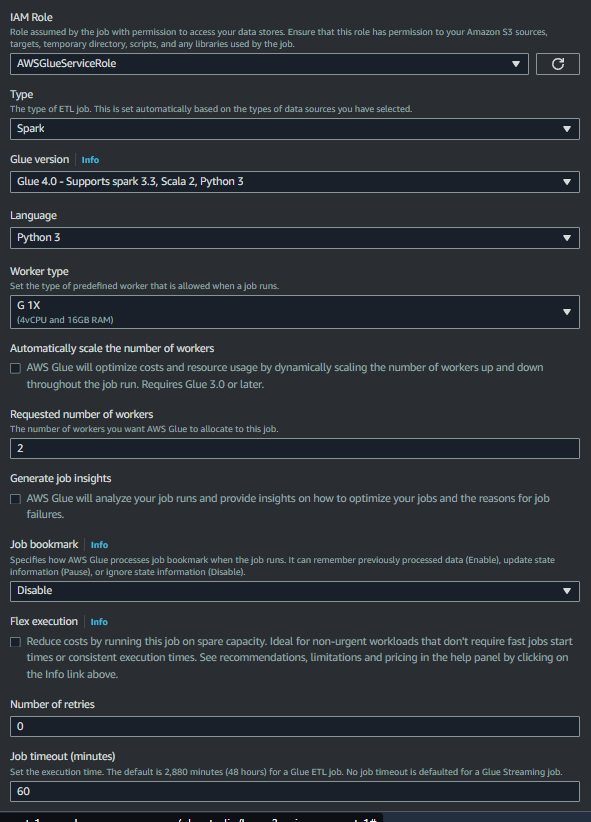 IAM Role
Role assumed by the job with permission to access your data stores. Ensure that this role has permission to your Amazon S3 sources,
targets, temporary directory, scripts, and any libraries used by the job.
AWSGlueServiceRole
Type
The type of ETL job. This is set automatically based on the types of data sources you have selected.
Spark
Glue version Info
Glue 4.0 - Supports spark 3.3, Scala 2, Python 3
Language
Python 3
Worker type
Set the type of predefined worker that is allowed when a job runs.
G 1X
(4vCPU and 16GB RAM)
Automatically scale the number of workers
AWS Glue will optimize costs and resource usage by dynamically scaling the number of workers up and down
throughout the job run. Requires Glue 3.0 or later.
Requested number of workers
The number of workers you want AWS Glue to allocate to this job.
2
Generate job insights
AWS Glue will analyze your job runs and provide insights on how to optimize your jobs and the reasons for job
failures.
Job bookmark Info
Specifies how AWS Glue processes job bookmark when the job runs. It can remember previously processed data (Enable), update state
information (Pause), or ignore state information (Disable).
Disable
Flex execution Info
Reduce costs by running this job on spare capacity. Ideal for non-urgent workloads that don't require fast jobs start
times or consistent execution times. See recommendations, limitations and pricing in the help panel by clicking on
the Info link above.
Number of retries
0
Job timeout (minutes)
Set the execution time. The default is 2,880 minutes (48 hours) for a Glue ETL job. No job timeout is defaulted for a Glue Streaming job.
60